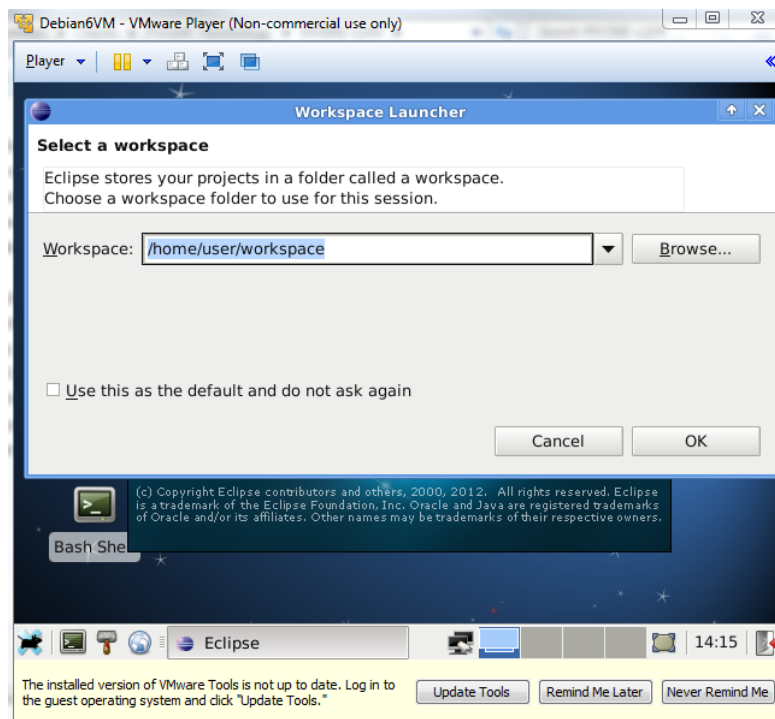 Debian6VM - VMware Player (Non-commercial use only)
Player
Workspace Launcher
Select a workspace
Eclipse stores your projects in a folder called a workspace.
Choose a workspace folder to use for this session.
Workspace: /home/user/workspace Browse...
Use this as the default and do not ask again
Cancel OK
(c) Copyright Eclipse contributors and others, 2000, 2012. All rights reserved. Eclipse
is a trademark of the Eclipse Foundation, Inc. Oracle and Java are registered trademarks
of Oracle and/or its affiliates. Other names may be trademarks of their respective owners.
Bash She
Eclipse 14:15
The installed version of VMware Tools is not up to date. Log in to
the guest operating system and click "Update Tools."
Update Tools Remind Me Later Never Remind Me